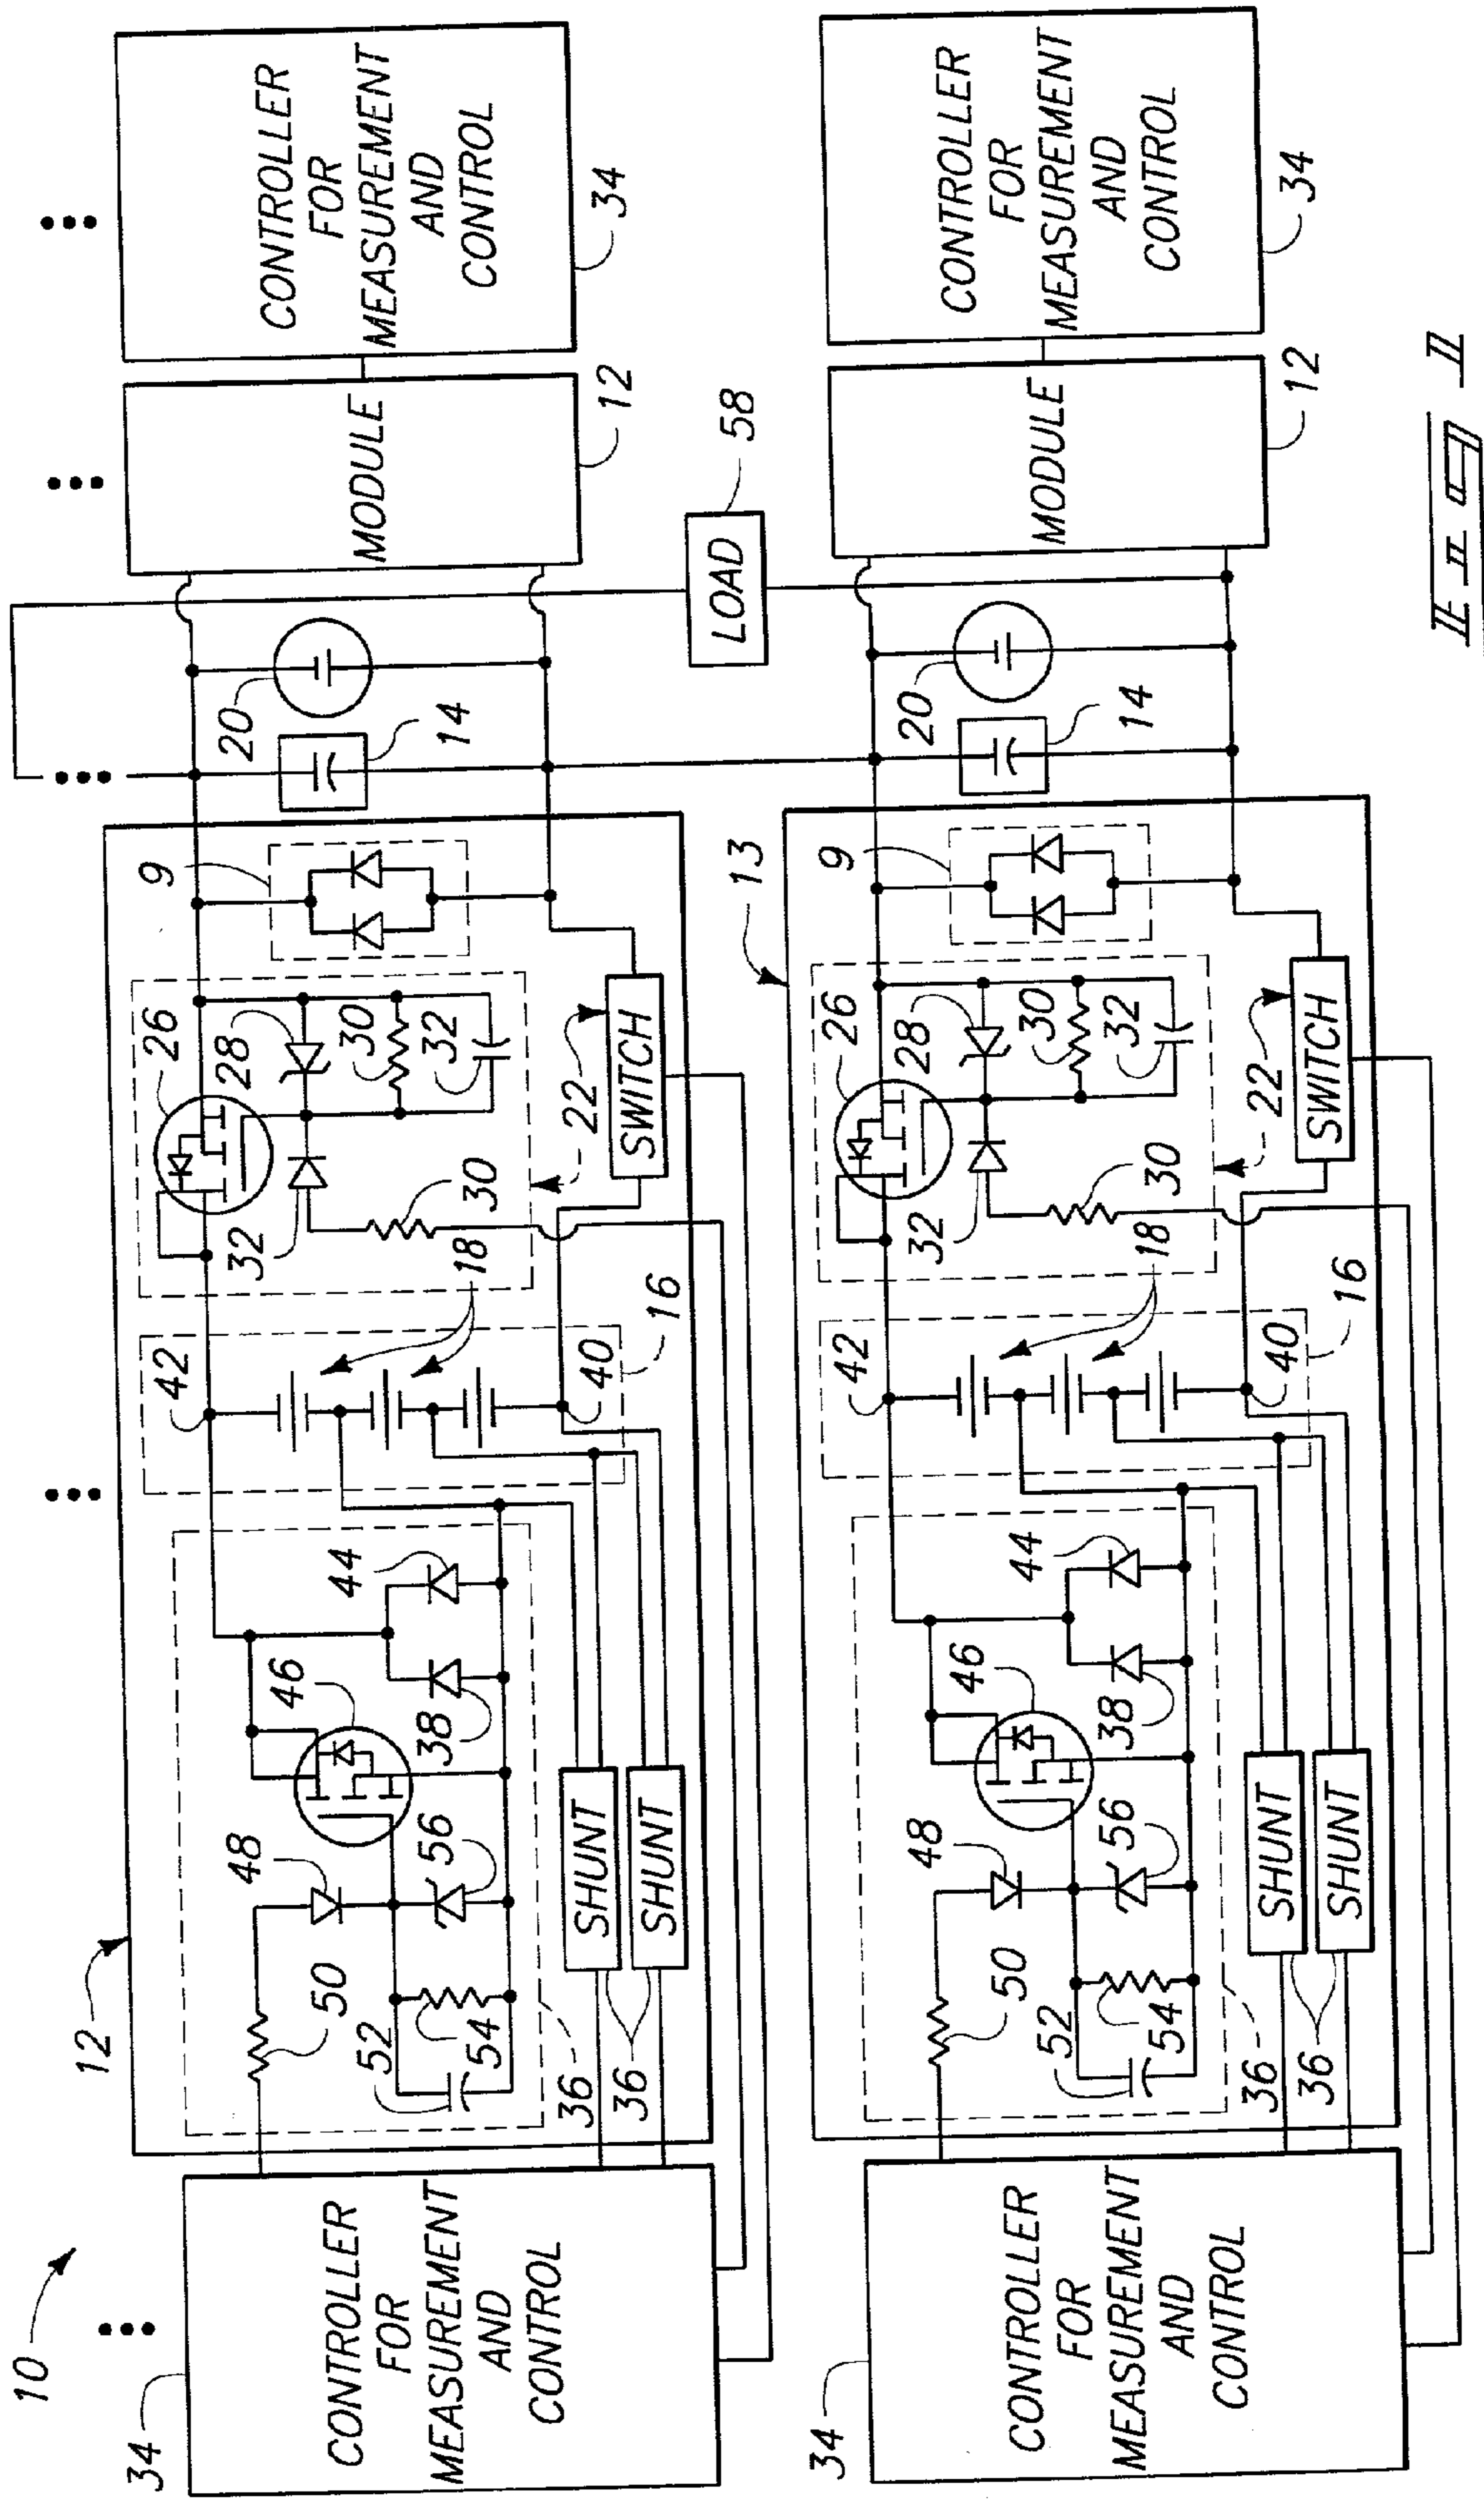 10
34
CONTROLLER
FOR
MEASUREMENT
AND
CONTROL
12
50
48
46
44
52
54
56
38
36
36
SHUNT
SHUNT
42
18
40
16
32
26
28
30
30
32
22
SWITCH
9
20
14
MODULE
12
CONTROLLER
FOR
MEASUREMENT
AND
CONTROL
34
LOAD
58
34
CONTROLLER
FOR
MEASUREMENT
AND
CONTROL
13
50
48
46
44
52
54
56
38
36
36
SHUNT
SHUNT
42
18
40
16
32
26
28
30
30
32
22
SWITCH
9
20
14
MODULE
12
CONTROLLER
FOR
MEASUREMENT
AND
CONTROL
34